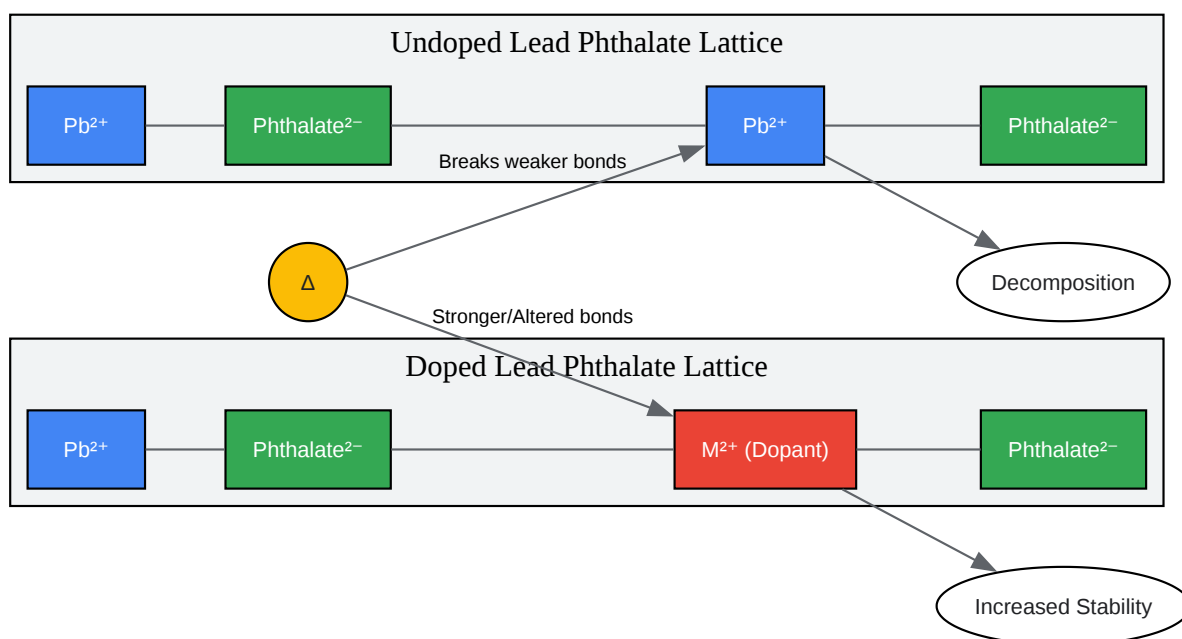 Undoped Lead Phthalate Lattice
Pb²⁺
Phthalate²⁻
Pb²⁺
Phthalate²⁻
Breaks weaker bonds
Δ
Decomposition
Stronger/Altered bonds
Doped Lead Phthalate Lattice
Pb²⁺
Phthalate²⁻
M²⁺ (Dopant)
Phthalate²⁻
Increased Stability